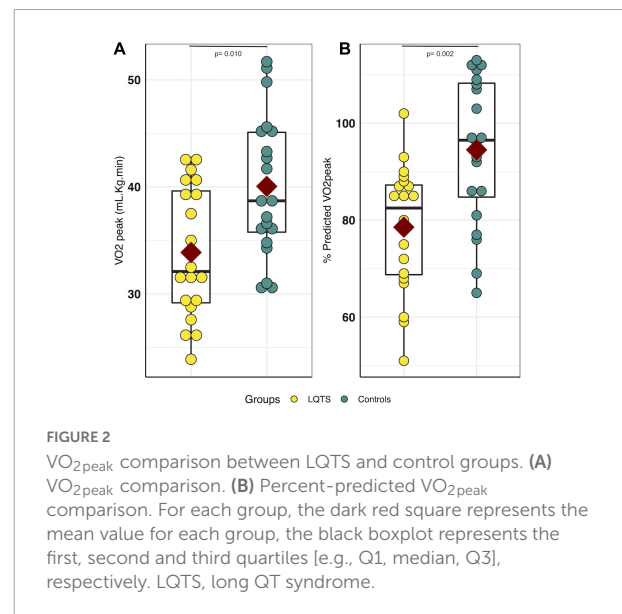 A
B
p= 0.010
p= 0.002
VO2 peak (mL.Kg.min)
50
40
30
% Predicted VO2peak
100
80
60
Groups LQTS Controls
FIGURE 2
VO2peak comparison between LQTS and control groups. (A)
VO2peak comparison. (B) Percent-predicted VO2peak
comparison. For each group, the dark red square represents the
mean value for each group, the black boxplot represents the
first, second and third quartiles [e.g., Q1, median, Q3],
respectively. LQTS, long QT syndrome.